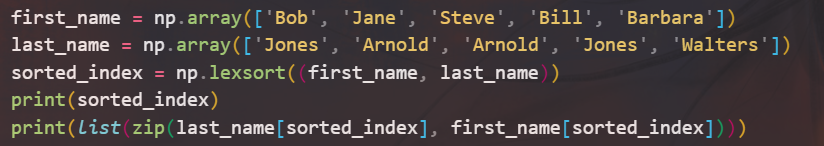 first_name = np.array(['Bob', 'Jane', 'Steve', 'Bill', 'Barbara'])
last_name = np.array(['Jones', 'Arnold', 'Arnold', 'Jones', 'Walters'])
sorted_index = np.lexsort((first_name, last_name))
print(sorted_index)
print(list(zip(last_name[sorted_index], first_name[sorted_index])))